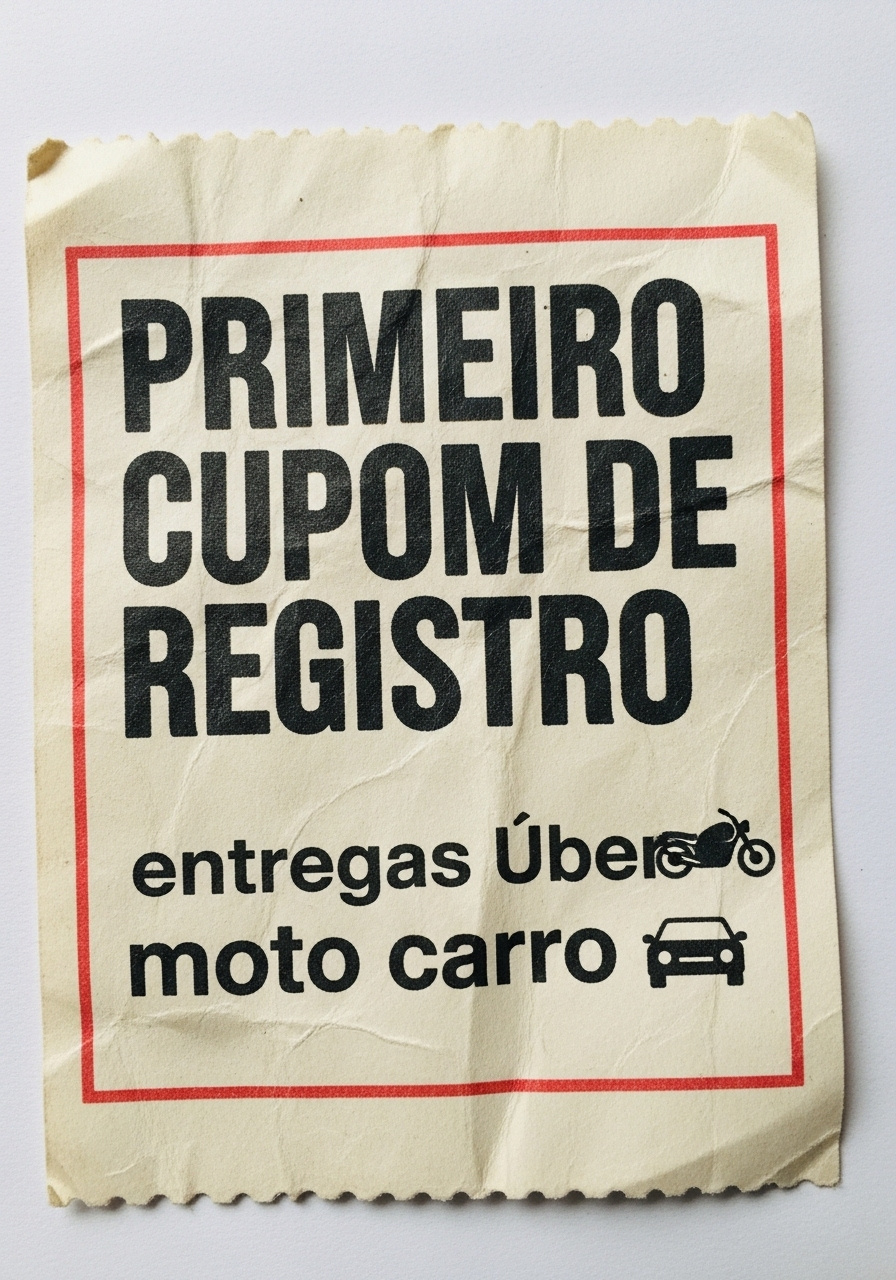 PRIMEIRO
CUPOM DE
REGISTRO
entregas Úber
moto carro